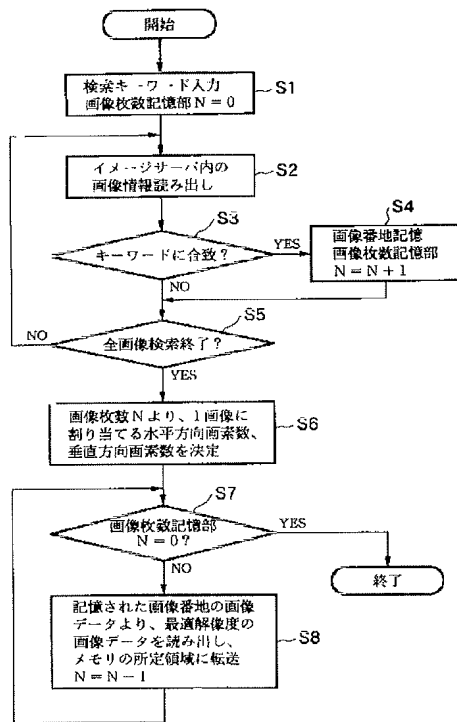 開始
検索キーワード入力
画像枚数記憶部N=0
S1
イメージサーバ内の
画像情報読み出し
S2
S3
キーワードに合致?
YES
NO
S4
画像番地記憶
画像枚数記憶部
N=N+1
S5
NO
全画像検索終了?
YES
画像枚数Nより、1画像に
割り当てる水平方向画素数、
垂直方向画素数を決定
S6
S7
画像枚数記憶部
N=0?
YES
NO
終了
記憶された画像番地の画像
データより、最適解像度の
画像データを読み出し、
メモリの所定領域に転送
N=N-1
S8